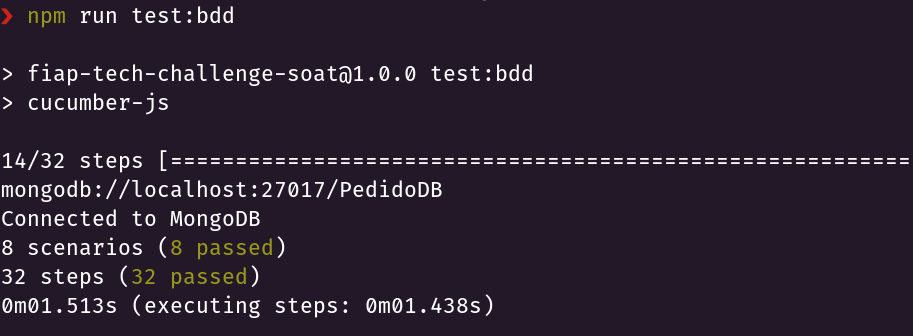 ❯ npm run test:bdd
> fiap-tech-challenge-soat@1.0.0 test:bdd
> cucumber-js
14/32 steps [=========================================================
mongodb://localhost:27017/PedidoDB
Connected to MongoDB
8 scenarios (8 passed)
32 steps (32 passed)
0m01.513s (executing steps: 0m01.438s)